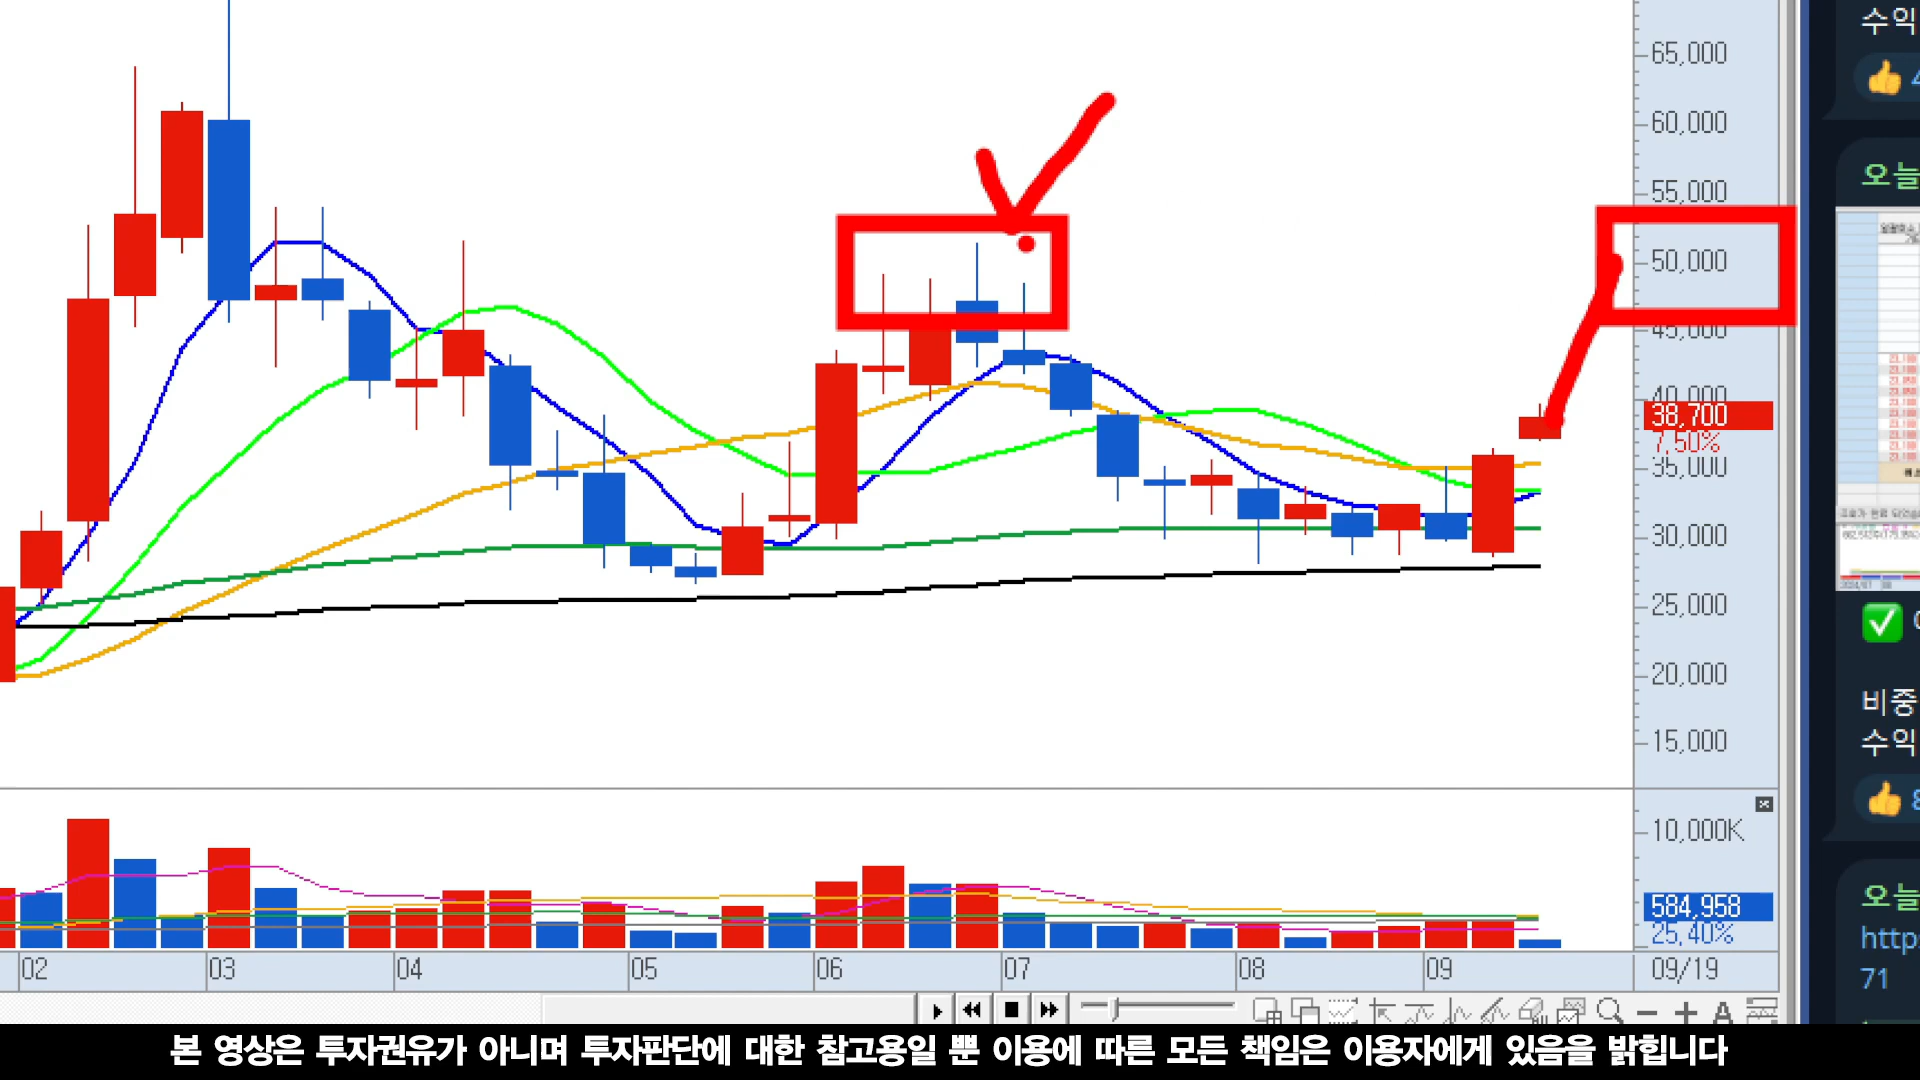 65,000
60,000
55,000
50,000
45,000
40,000
38,700
7,50%
35,000
30,000
25,000
20,000
15,000
10,000K
584,958
25,40%
02 03 04 05 06 07 08 09 09/19
A
수익
4
오늘
비중
수익
8
오늘
http
71
본 영상은 투자권유가 아니며 투자판단에 대한 참고용일 뿐 이용에 따른 모든 책임은 이용자에게 있음을 밝힙니다